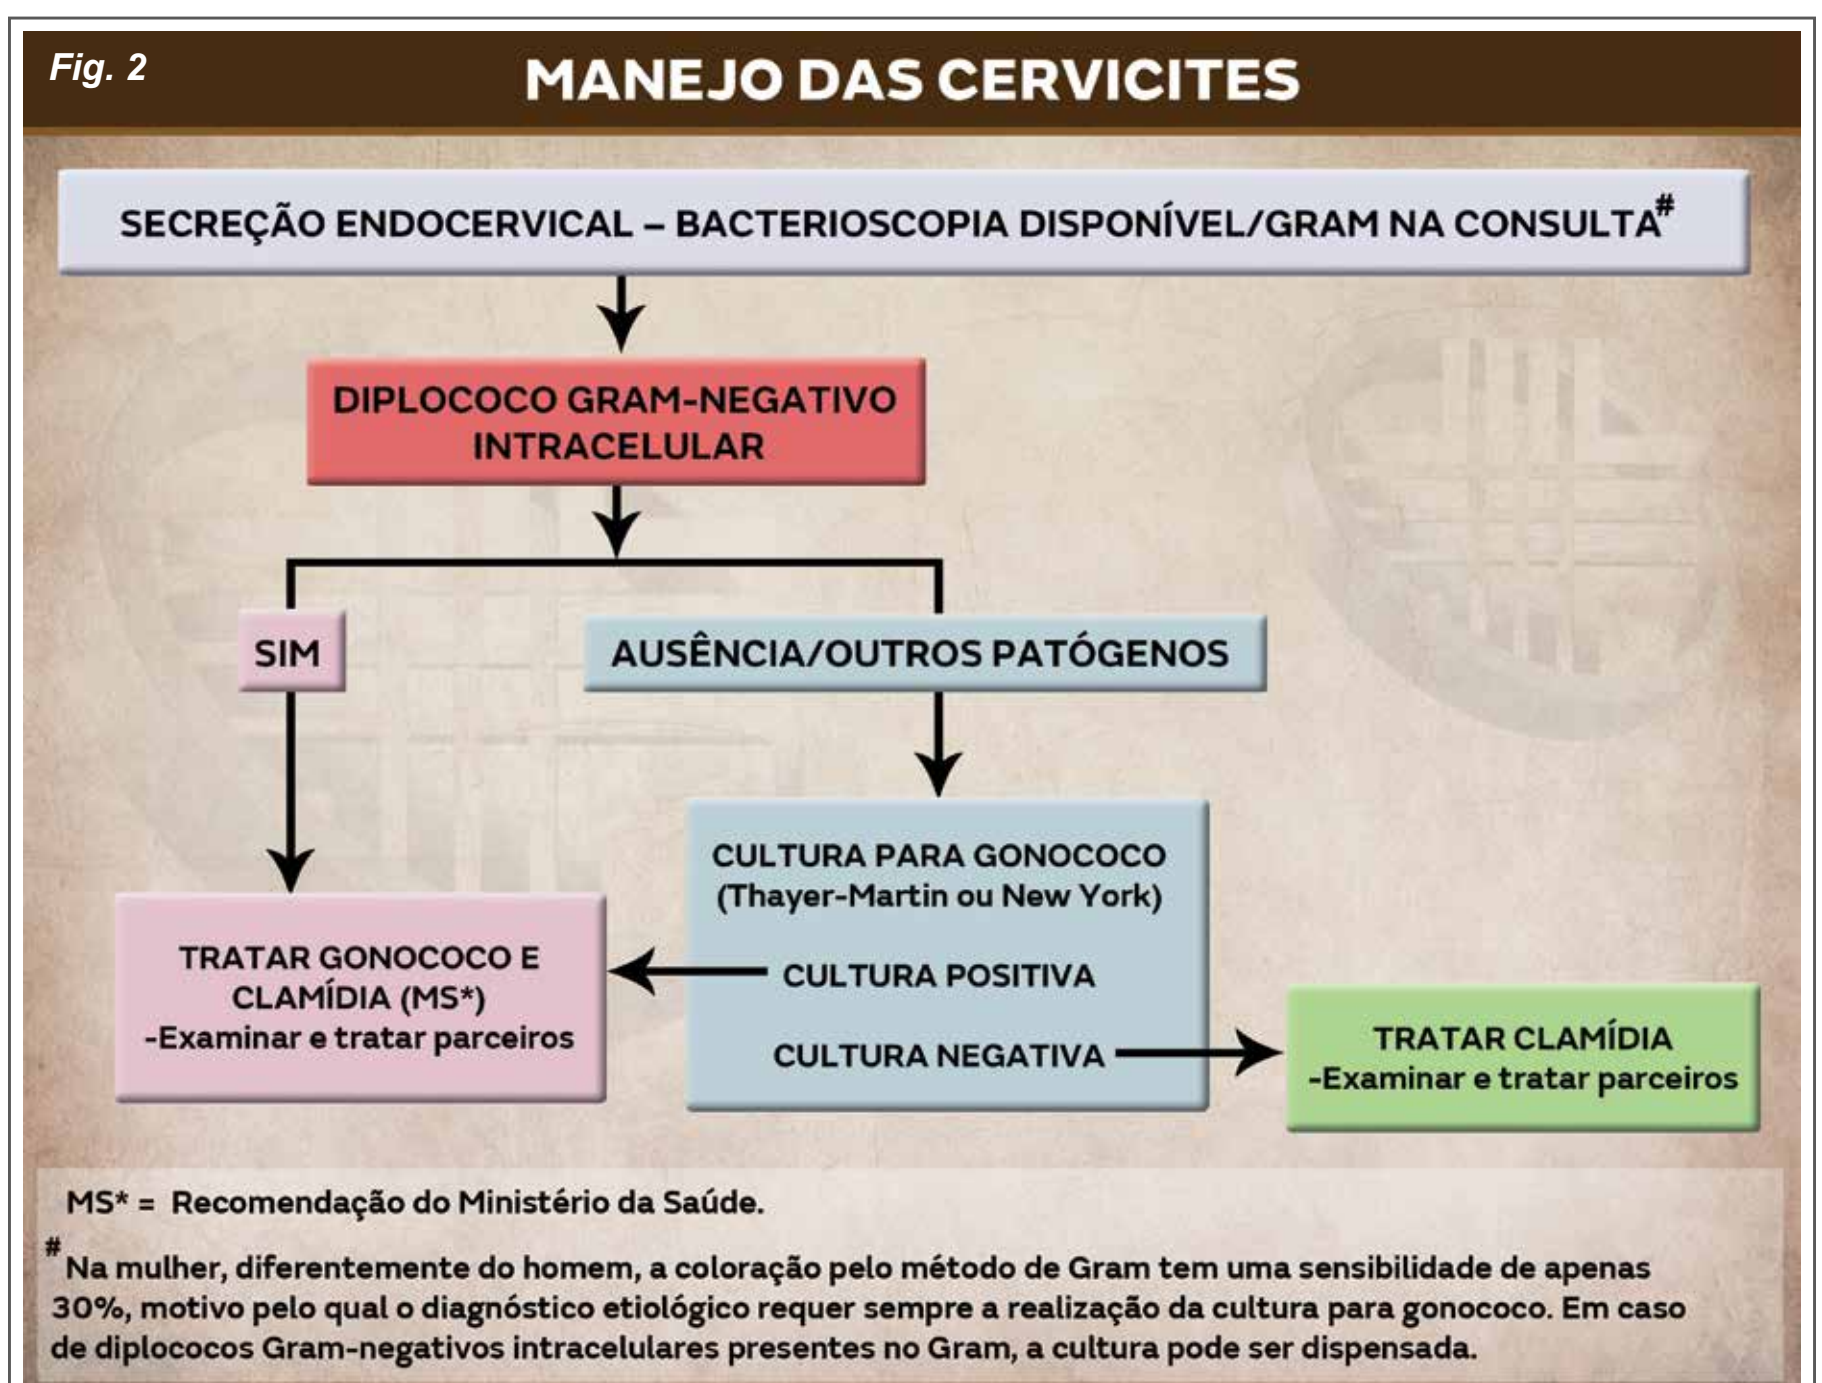 Fig. 2
MANEJO DAS CERVICITES
SECREÇÃO ENDOCERVICAL – BACTERIOSCOPIA DISPONÍVEL/GRAM NA CONSULTA#
DIPLOCOCO GRAM-NEGATIVO
INTRACELULAR
SIM
AUSÊNCIA/OUTROS PATÓGENOS
CULTURA PARA GONOCOCO
(Thayer-Martin ou New York)
CULTURA POSITIVA
CULTURA NEGATIVA
TRATAR GONOCOCO E
CLAMÍDIA (MS*)
-Examinar e tratar parceiros
TRATAR CLAMÍDIA
-Examinar e tratar parceiros
MS* = Recomendação do Ministério da Saúde.
# Na mulher, diferentemente do homem, a coloração pelo método de Gram tem uma sensibilidade de apenas
30%, motivo pelo qual o diagnóstico etiológico requer sempre a realização da cultura para gonococo. Em caso
de diplococos Gram-negativos intracelulares presentes no Gram, a cultura pode ser dispensada.